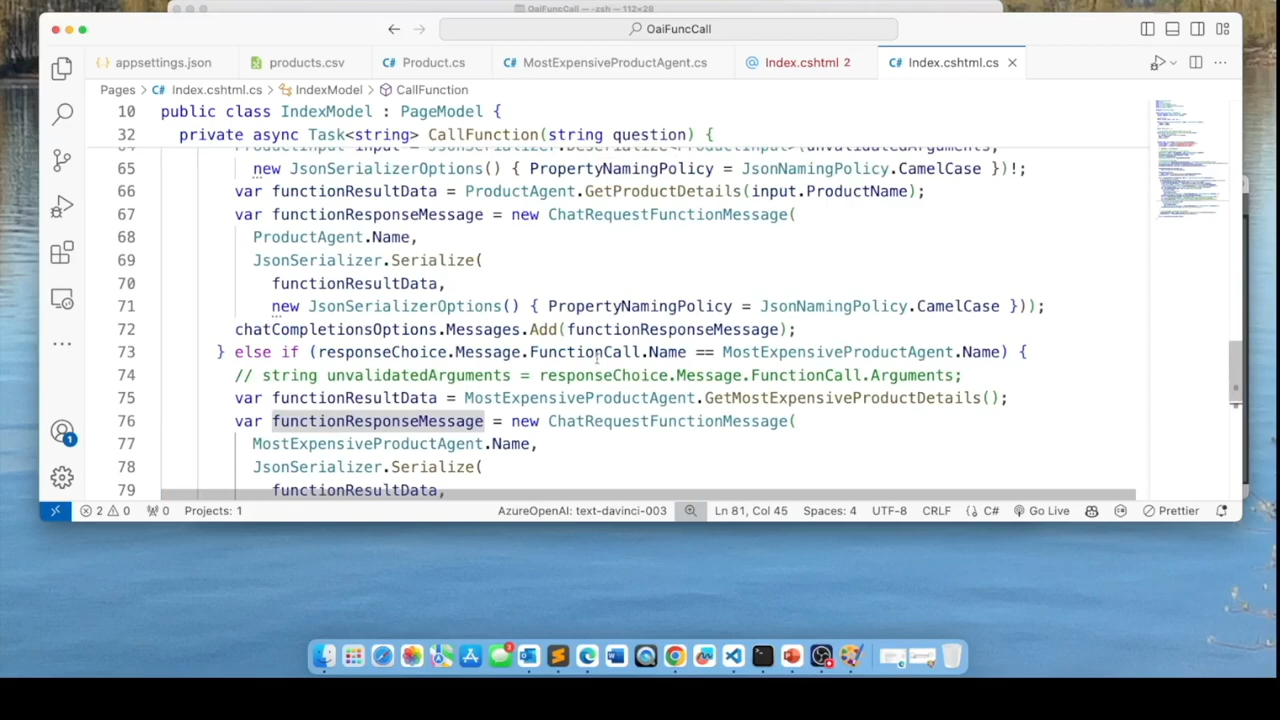 OaiFuncCall — -zsh — 112×28
OaiFuncCall
appsettings.json
products.csv
C# Product.cs
C# MostExpensiveProductAgent.cs
@ Index.cshtml 2
C# Index.cshtml.cs
Pages > C# Index.cshtml.cs > IndexModel > CallFunction
10 public class IndexModel : PageModel {
32 private async Task<string> CallFunction(string question) {
65 new JsonSerializerOptions() { PropertyNamingPolicy = JsonNamingPolicy.CamelCase })!;
66 var functionResultData = ProductAgent.GetProductDetails(input.ProductName);
67 var functionResponseMessage = new ChatRequestFunctionMessage(
68 ProductAgent.Name,
69 JsonSerializer.Serialize(
70 functionResultData,
71 new JsonSerializerOptions() { PropertyNamingPolicy = JsonNamingPolicy.CamelCase }));
72 chatCompletionsOptions.Messages.Add(functionResponseMessage);
73 } else if (responseChoice.Message.FunctionCall.Name == MostExpensiveProductAgent.Name) {
74 // string unvalidatedArguments = responseChoice.Message.FunctionCall.Arguments;
75 var functionResultData = MostExpensiveProductAgent.GetMostExpensiveProductDetails();
76 var functionResponseMessage = new ChatRequestFunctionMessage(
77 MostExpensiveProductAgent.Name,
78 JsonSerializer.Serialize(
79 functionResultData,
2 0 0 Projects: 1 AzureOpenAI: text-davinci-003 Ln 81, Col 45 Spaces: 4 UTF-8 CRLF {} C# Go Live Prettier